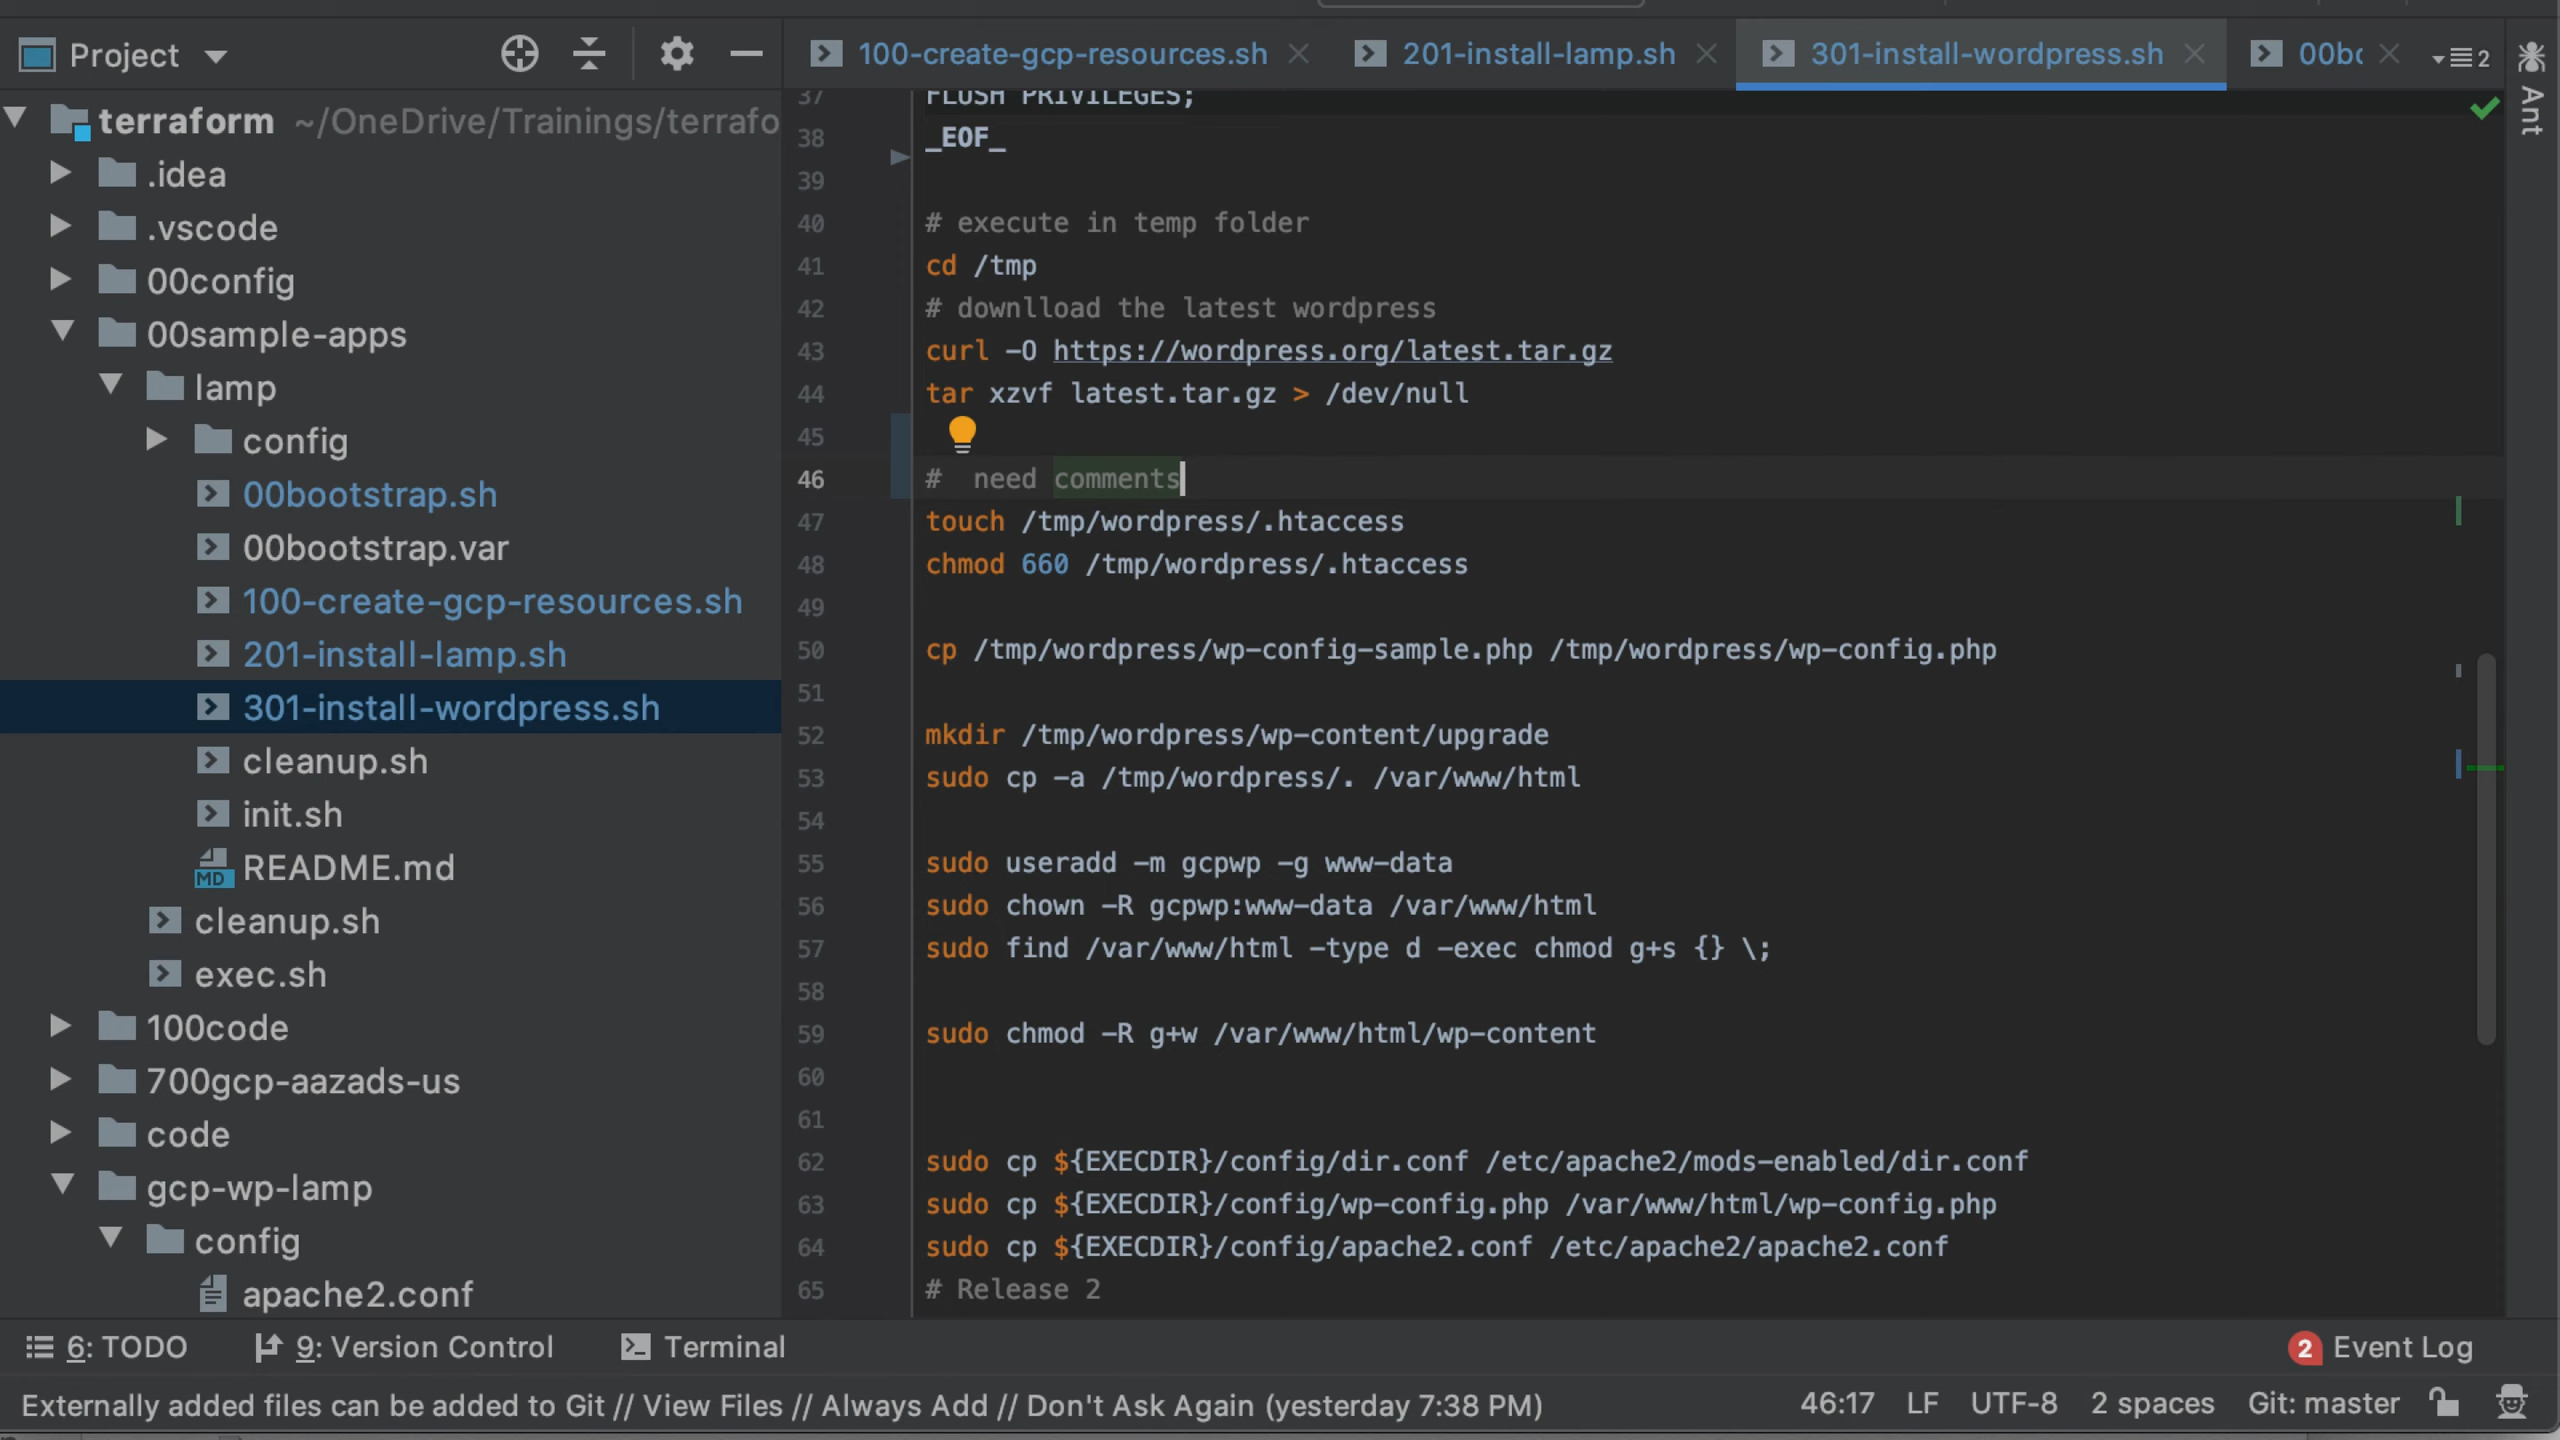 Project
terraform ~/OneDrive/Trainings/terrafo
.idea
.vscode
00config
00sample-apps
lamp
config
00bootstrap.sh
00bootstrap.var
100-create-gcp-resources.sh
201-install-lamp.sh
301-install-wordpress.sh
cleanup.sh
init.sh
MD README.md
cleanup.sh
exec.sh
100code
700gcp-aazads-us
code
gcp-wp-lamp
config
apache2.conf
100-create-gcp-resources.sh 201-install-lamp.sh 301-install-wordpress.sh 00bo 2
Ant
37 FLUSH PRIVILEGES;
38 _EOF_
39
40 # execute in temp folder
41 cd /tmp
42 # downlload the latest wordpress
43 curl -O https://wordpress.org/latest.tar.gz
44 tar xzvf latest.tar.gz > /dev/null
45
46 #  need comments
47 touch /tmp/wordpress/.htaccess
48 chmod 660 /tmp/wordpress/.htaccess
49
50 cp /tmp/wordpress/wp-config-sample.php /tmp/wordpress/wp-config.php
51
52 mkdir /tmp/wordpress/wp-content/upgrade
53 sudo cp -a /tmp/wordpress/. /var/www/html
54
55 sudo useradd -m gcpwp -g www-data
56 sudo chown -R gcpwp:www-data /var/www/html
57 sudo find /var/www/html -type d -exec chmod g+s {} \;
58
59 sudo chmod -R g+w /var/www/html/wp-content
60
61
62 sudo cp ${EXECDIR}/config/dir.conf /etc/apache2/mods-enabled/dir.conf
63 sudo cp ${EXECDIR}/config/wp-config.php /var/www/html/wp-config.php
64 sudo cp ${EXECDIR}/config/apache2.conf /etc/apache2/apache2.conf
65 # Release 2
6: TODO 9: Version Control Terminal 2 Event Log
Externally added files can be added to Git // View Files // Always Add // Don't Ask Again (yesterday 7:38 PM) 46:17 LF UTF-8 2 spaces Git: master